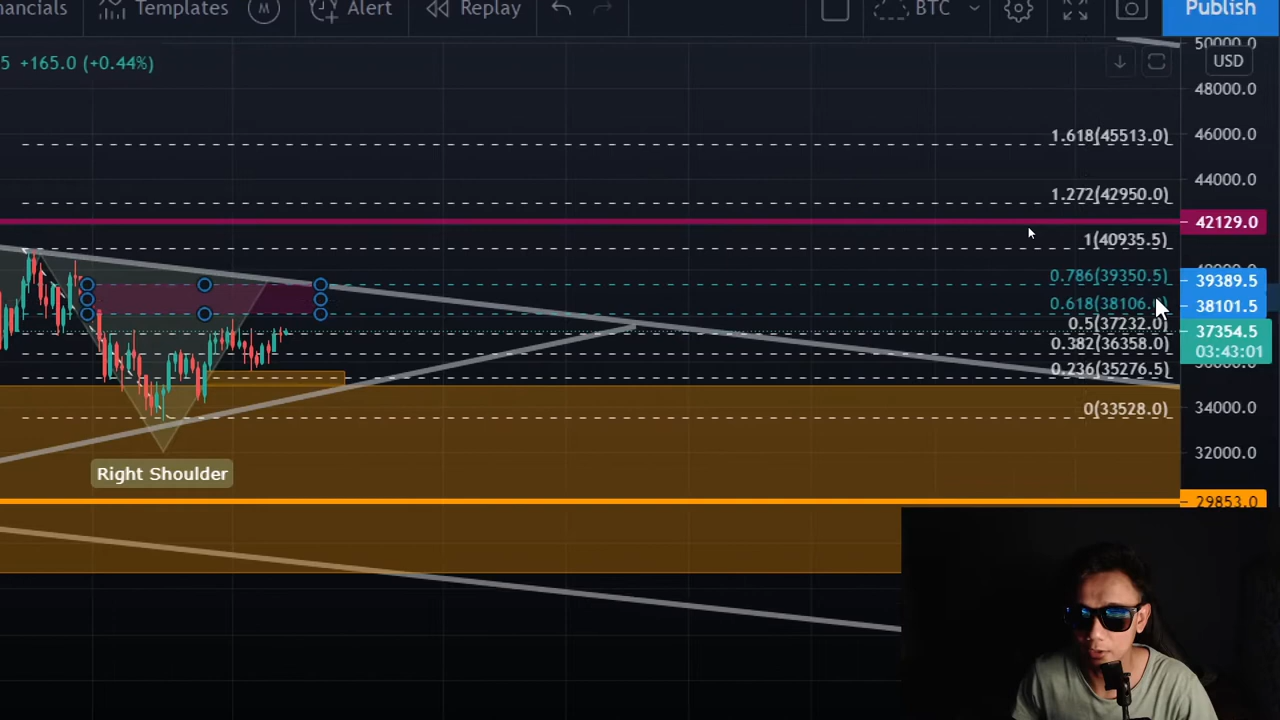 nancials
Templates
M
Alert
Replay
BTC
Publish
5 +165.0 (+0.44%)
50000.0
USD
48000.0
1.618(45513.0)
46000.0
44000.0
1.272(42950.0)
42129.0
1(40935.5)
0.786(39350.5)
39389.5
0.618(38106.0)
38101.5
0.5(37232.0)
37354.5
03:43:01
0.382(36358.0)
0.236(35276.5)
34000.0
0(33528.0)
32000.0
Right Shoulder
29853.0